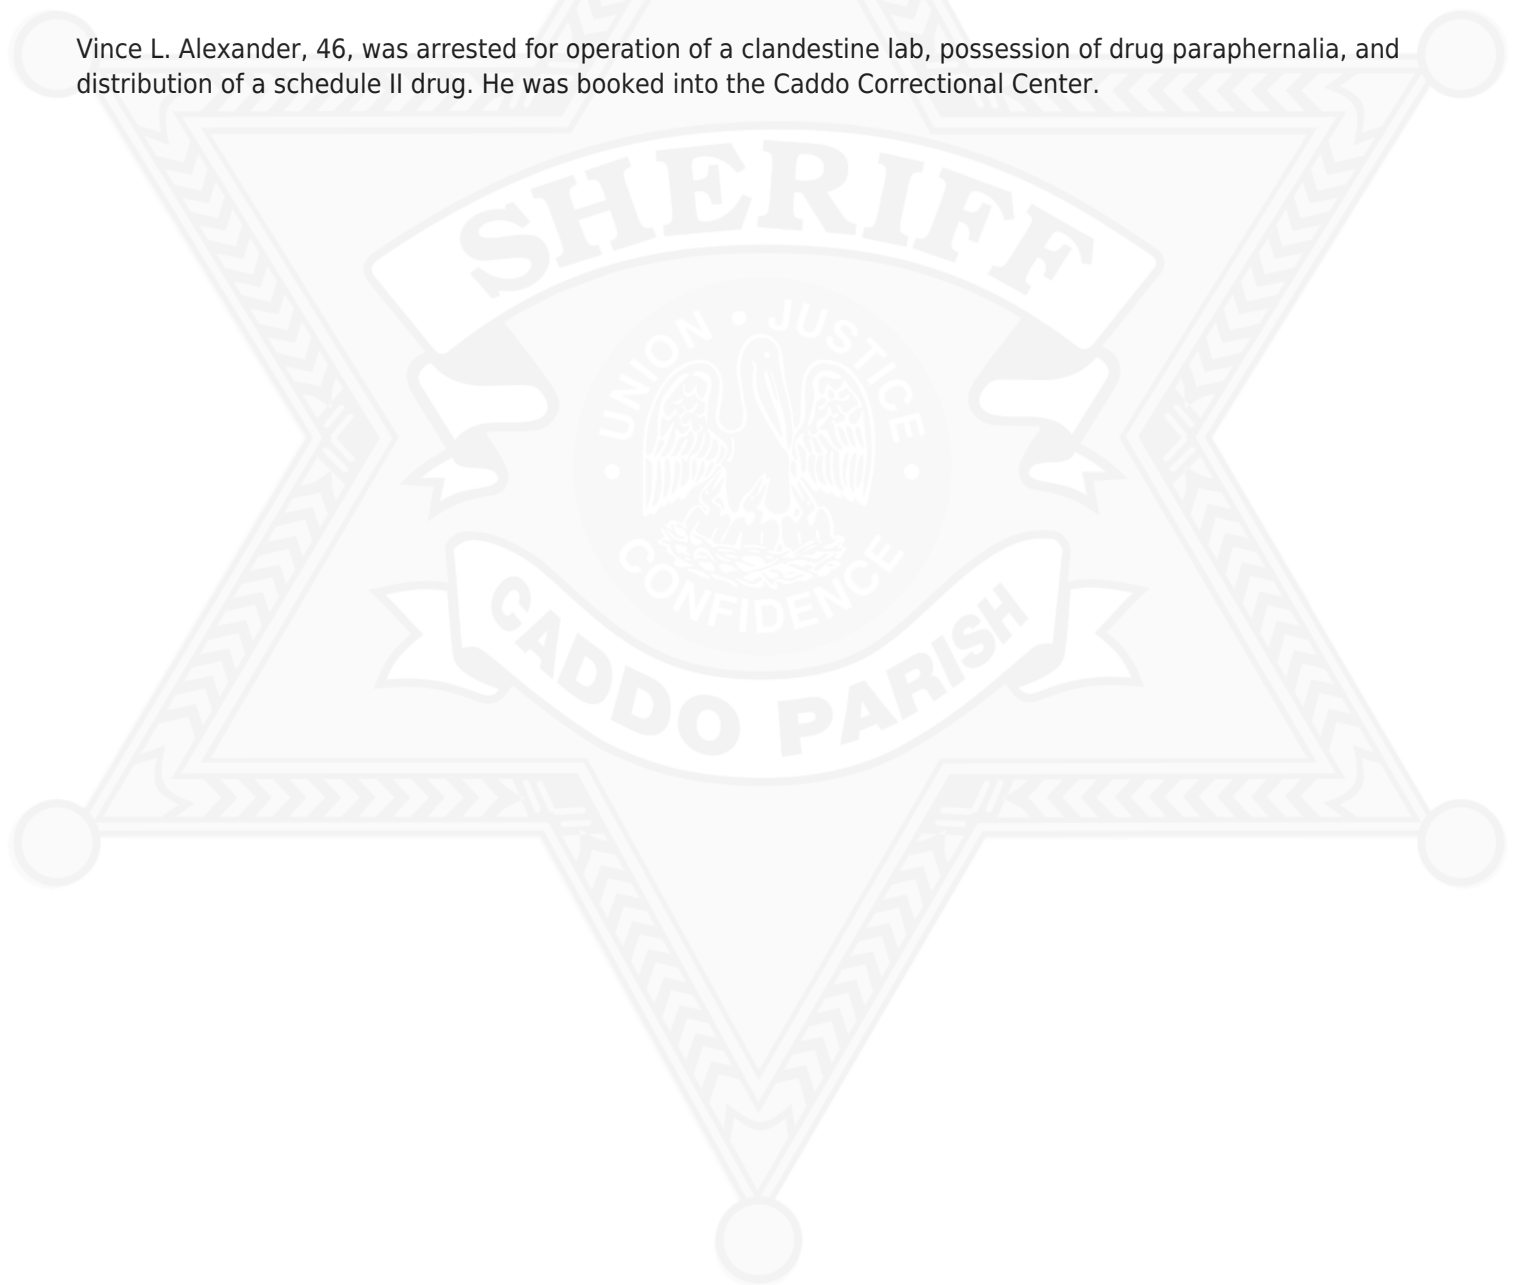 Vince L. Alexander, 46, was arrested for operation of a clandestine lab, possession of drug paraphernalia, and
distribution of a schedule II drug. He was booked into the Caddo Correctional Center.
SHERIFF
UNION • JUSTICE
• CONFIDENCE •
CADDO PARISH